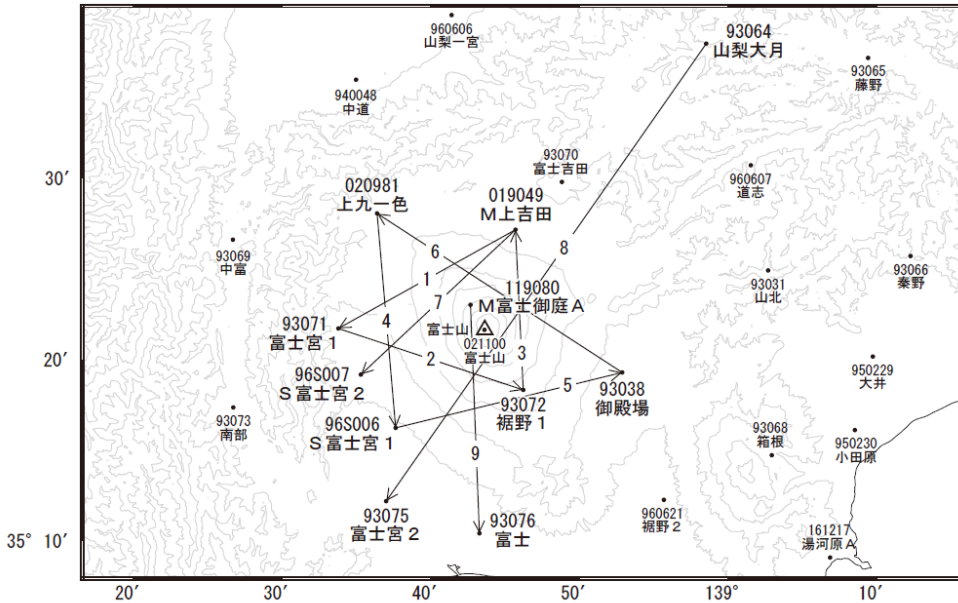 960606
山梨一宮
93064
山梨大月
93065
藤野
940048
中道
93070
富士吉田
960607
道志
30′
020981
上九一色
019049
Ｍ上吉田
6
8
93069
中富
1
93066
秦野
93031
山北
7
119080
Ｍ富士御庭Ａ
4
93071
富士宮１
富士山
021100
富士山
2
3
20′
96S007
Ｓ富士宮２
5
93038
御殿場
950229
大井
93072
裾野１
93073
南部
96S006
Ｓ富士宮１
93068
箱根
950230
小田原
9
93075
富士宮２
93076
富士
960621
裾野２
161217
湯河原Ａ
35° 10′
20′
30′
40′
50′
139°
10′